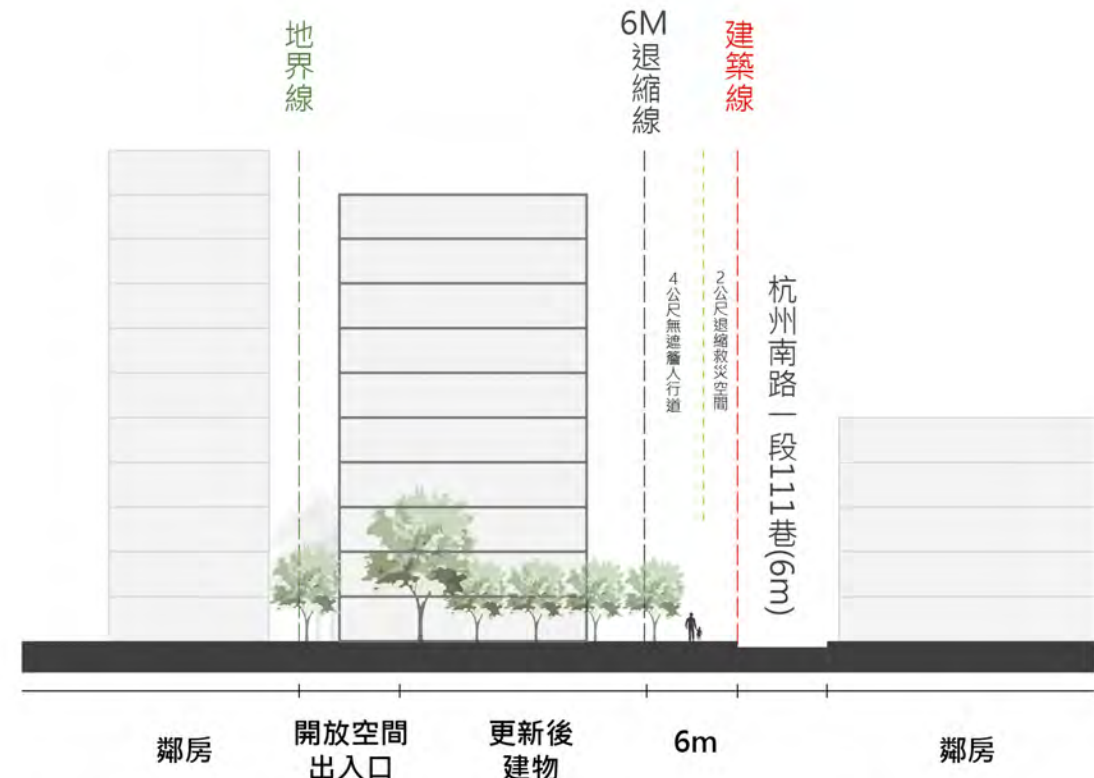 地界線
6M
退縮線
建築線
4公尺無遮簷人行道
2公尺退縮救災空間
杭州南路一段111巷(6m)
鄰房
開放空間
出入口
更新後
建物
6m
鄰房